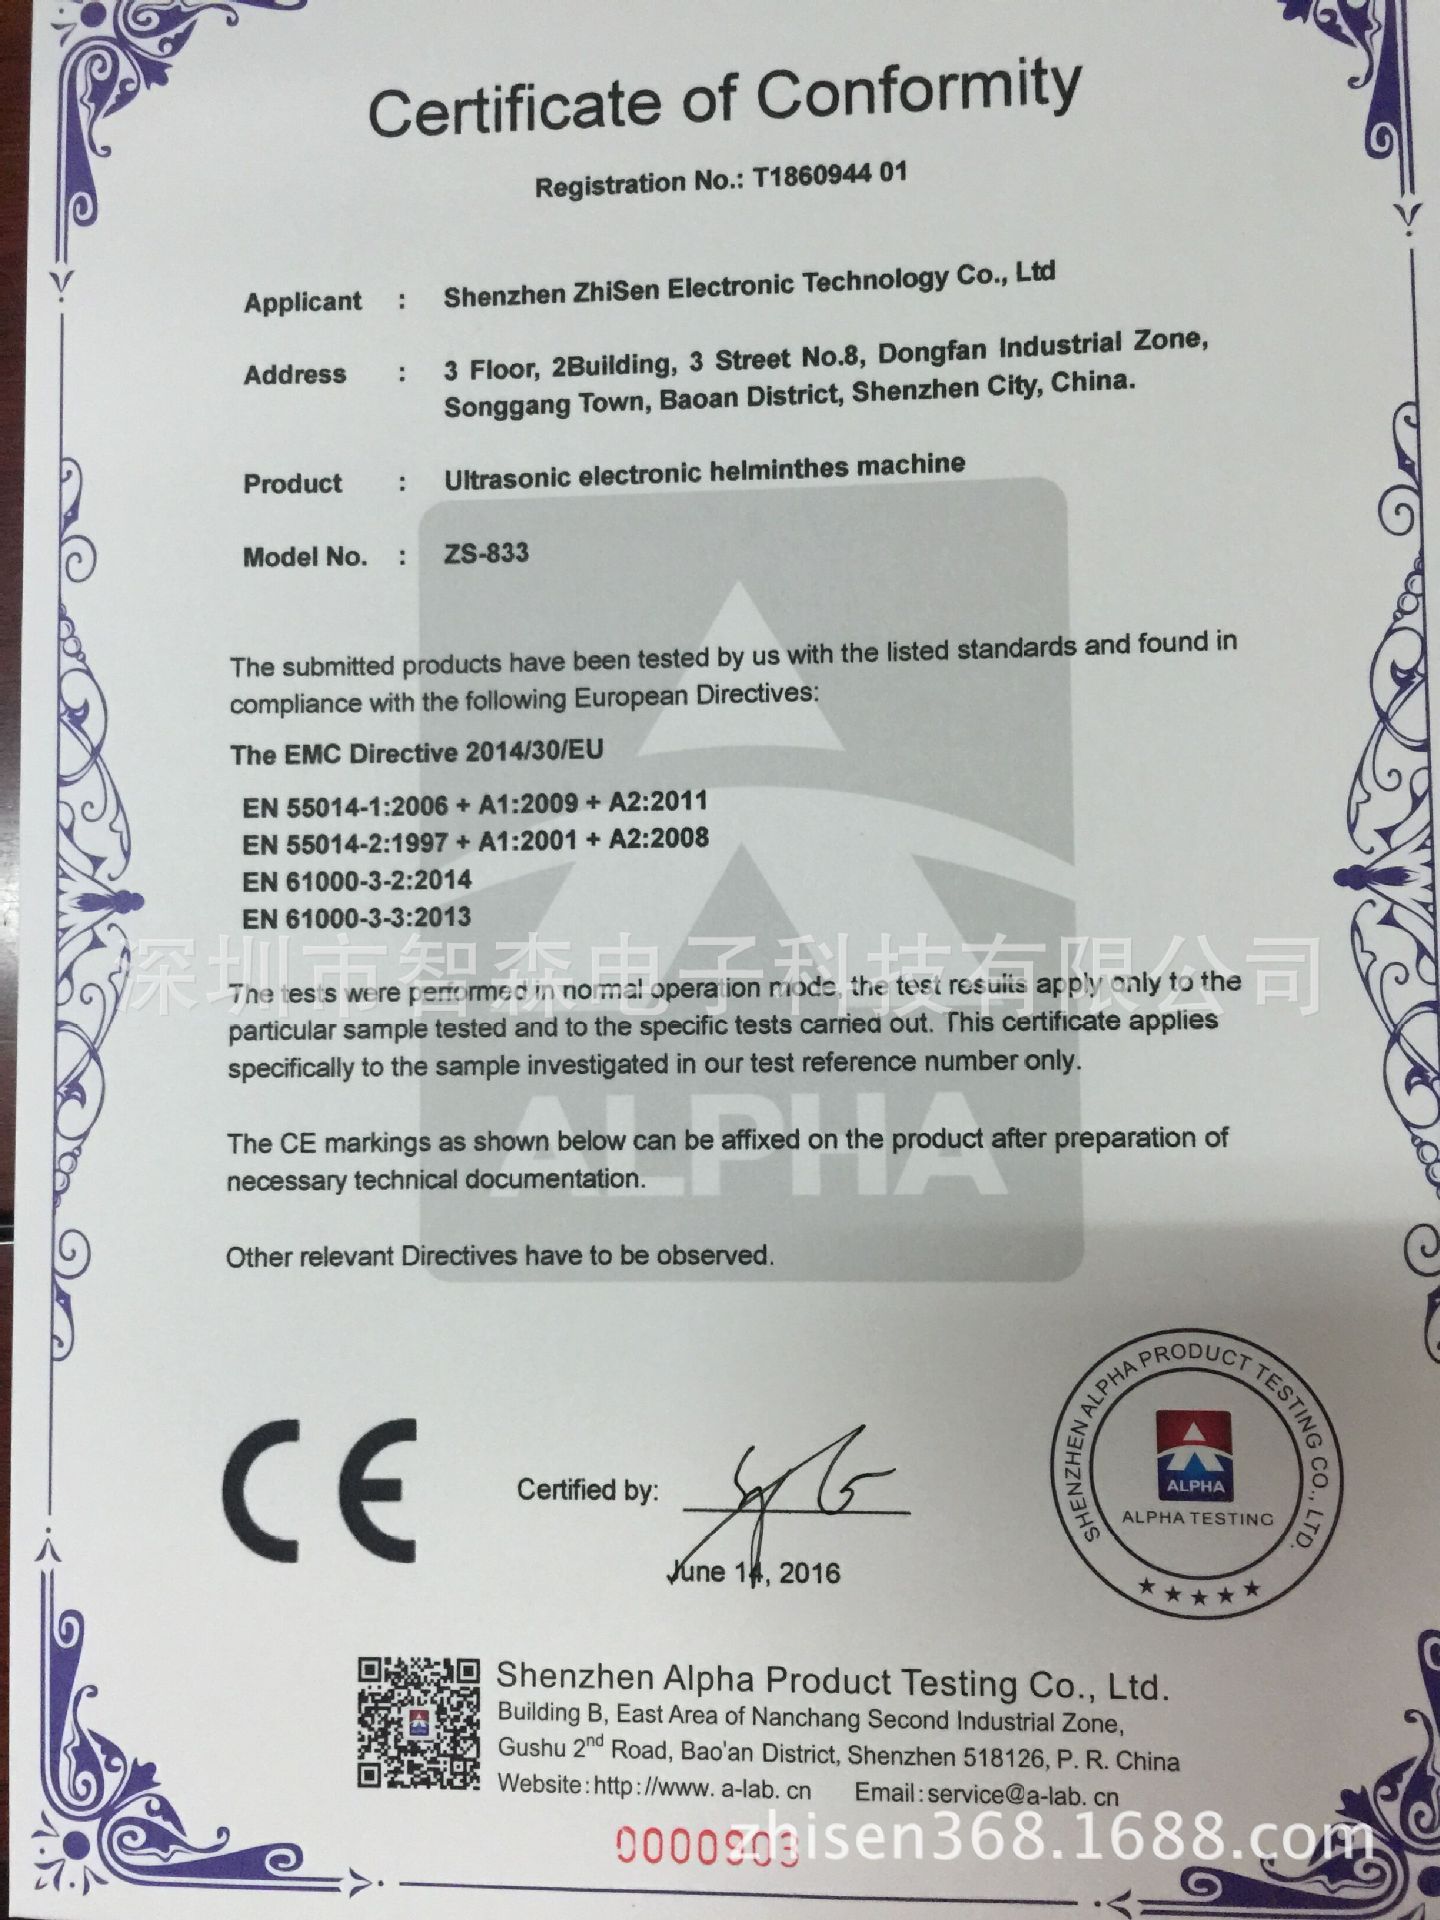 Certificate of Conformity
Registration No.: T1860944 01
Applicant : Shenzhen ZhiSen Electronic Technology Co., Ltd
Address : 3 Floor, 2Building, 3 Street No.8, Dongfan Industrial Zone,
Songgang Town, Baoan District, Shenzhen City, China.
Product : Ultrasonic electronic helminthes machine
Model No. : ZS-833
The submitted products have been tested by us with the listed standards and found in
compliance with the following European Directives:
The EMC Directive 2014/30/EU
EN 55014-1:2006 + A1:2009 + A2:2011
EN 55014-2:1997 + A1:2001 + A2:2008
EN 61000-3-2:2014
EN 61000-3-3:2013
深圳市智森电子科技有限公司
The tests were performed in normal operation mode, the test results apply only to the
particular sample tested and to the specific tests carried out. This certificate applies
specifically to the sample investigated in our test reference number only.
ALPHA
The CE markings as shown below can be affixed on the product after preparation of
necessary technical documentation.
Other relevant Directives have to be observed.
CE
Certified by:
June 14, 2016
SHENZHEN ALPHA PRODUCT TESTING CO., LTD.
ALPHA
ALPHA TESTING
Shenzhen Alpha Product Testing Co., Ltd.
Building B, East Area of Nanchang Second Industrial Zone,
Gushu 2nd Road, Bao'an District, Shenzhen 518126, P. R. China
Website:http://www. a-lab. cn Email:service@a-lab. cn
0000903
zhisen368.1688.com